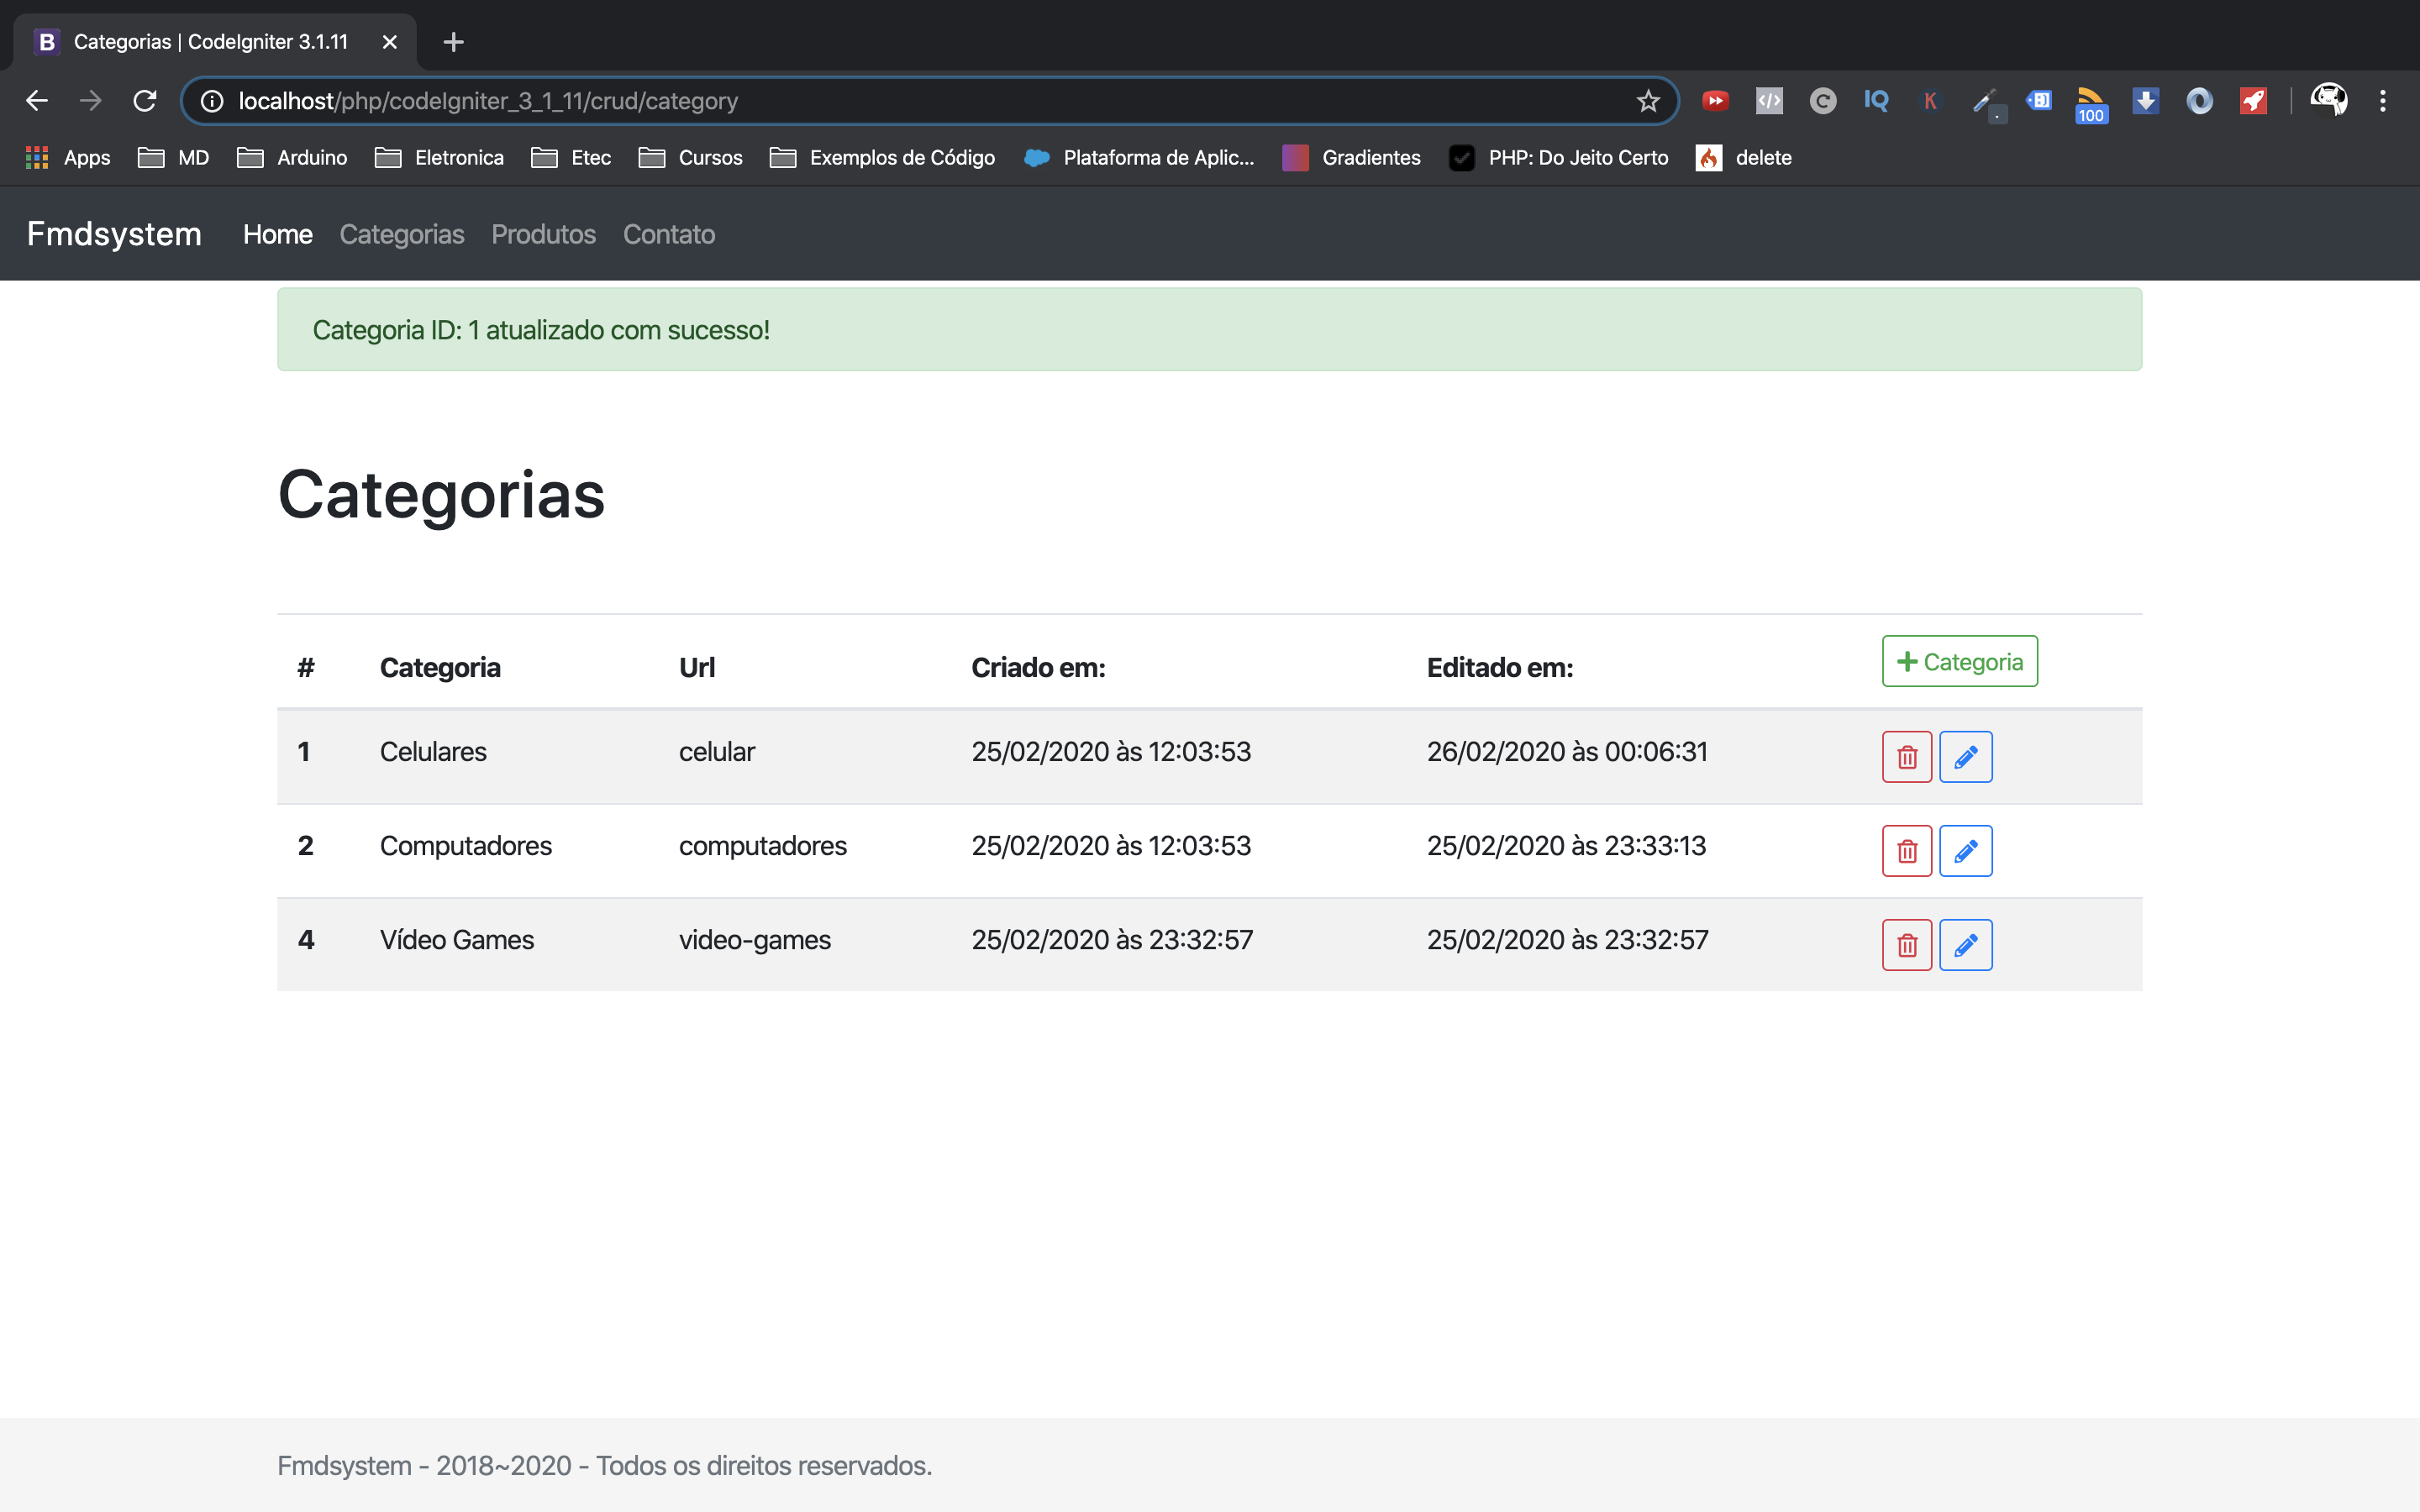 Categorias | CodeIgniter 3.1.11
localhost/php/codeIgniter_3_1_11/crud/category
IQ K 100
Apps MD Arduino Eletronica Etec Cursos Exemplos de Código Plataforma de Aplic... Gradientes PHP: Do Jeito Certo delete
Fmdsystem Home Categorias Produtos Contato
Categoria ID: 1 atualizado com sucesso!
Categorias
# Categoria Url Criado em: Editado em: + Categoria
1 Celulares celular 25/02/2020 às 12:03:53 26/02/2020 às 00:06:31
2 Computadores computadores 25/02/2020 às 12:03:53 25/02/2020 às 23:33:13
4 Vídeo Games video-games 25/02/2020 às 23:32:57 25/02/2020 às 23:32:57
Fmdsystem - 2018~2020 - Todos os direitos reservados.